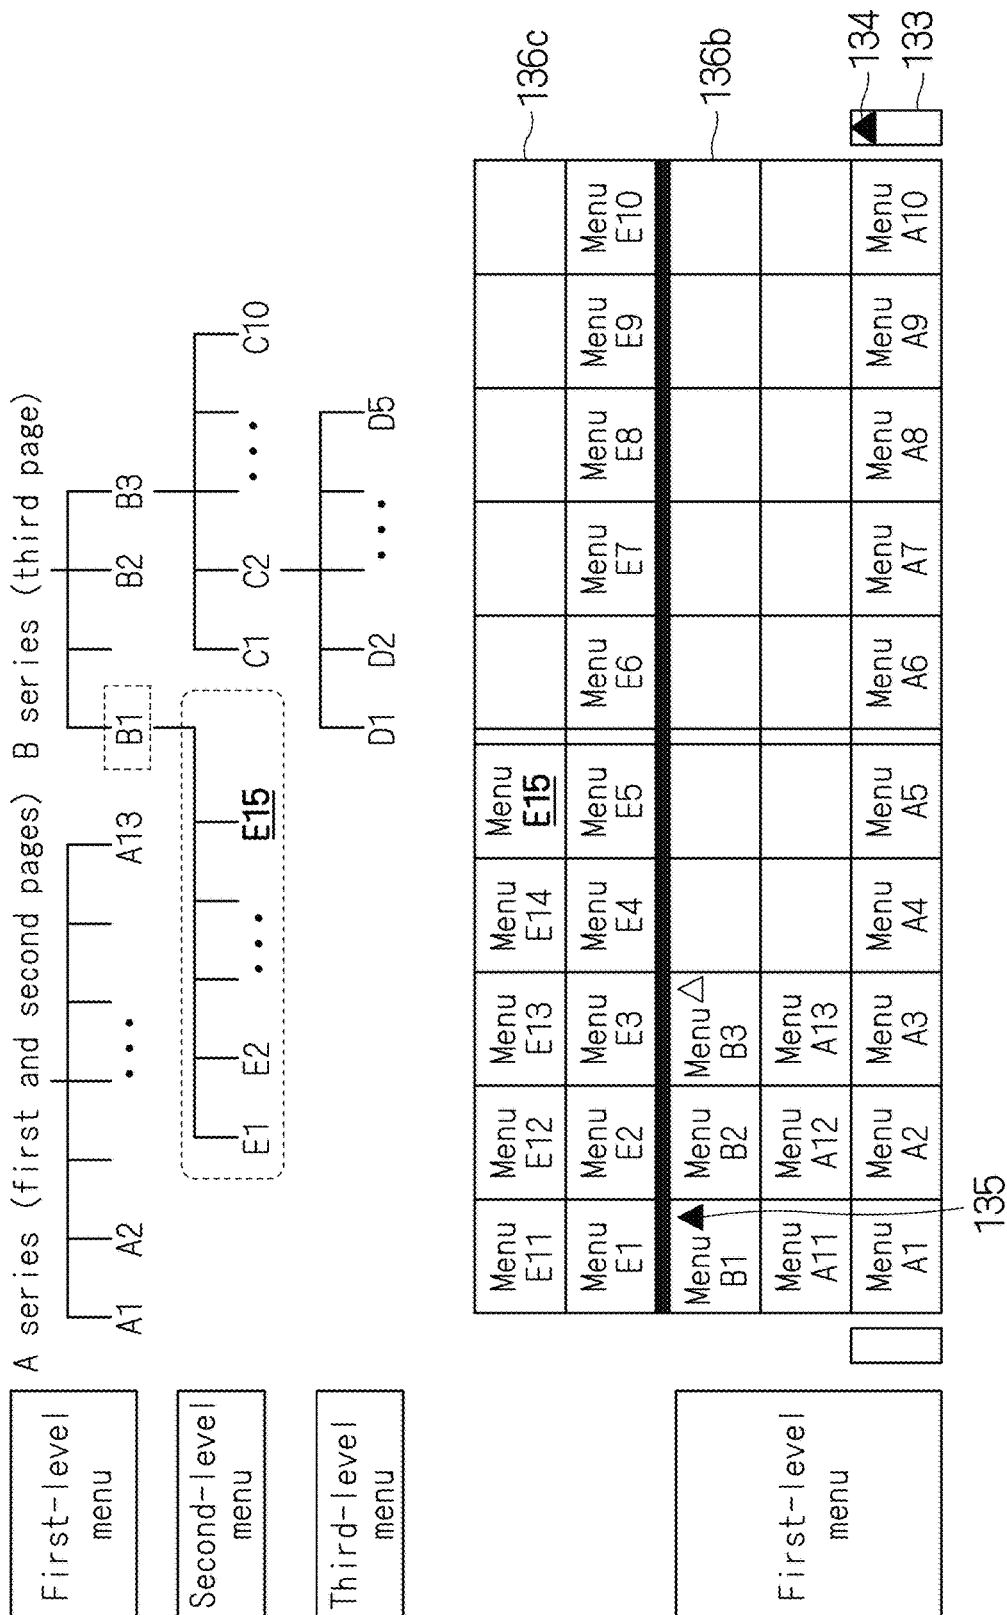 A series (first and second pages)
B series (third page)
First-level
menu
A1
A2
• • •
A13
B1
B2
B3
Second-level
menu
E1
E2
• • •
E15
C1
C2
• • •
C10
Third-level
menu
D1
D2
• • •
D5
136c
Menu
E11
Menu
E12
Menu
E13
Menu
E14
Menu
E15
Menu
E1
Menu
E2
Menu
E3
Menu
E4
Menu
E5
Menu
E6
Menu
E7
Menu
E8
Menu
E9
Menu
E10
136b
First-level
menu
Menu
B1
Menu
B2
Menu
B3
Menu
A11
Menu
A12
Menu
A13
134
Menu
A1
Menu
A2
Menu
A3
Menu
A4
Menu
A5
Menu
A6
Menu
A7
Menu
A8
Menu
A9
Menu
A10
133
135